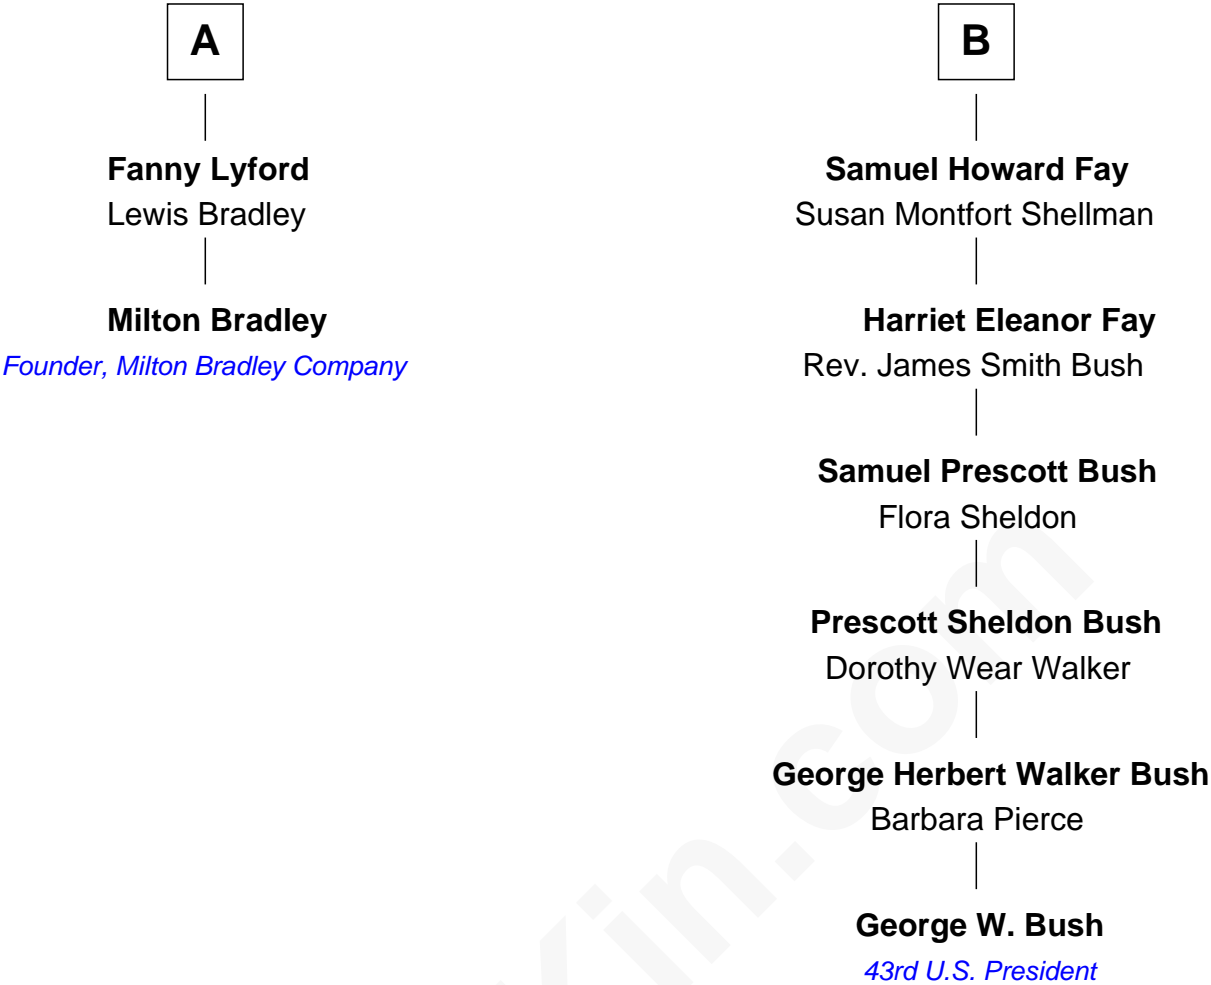 A
B
Fanny Lyford
Lewis Bradley
Milton Bradley
Founder, Milton Bradley Company
Samuel Howard Fay
Susan Montfort Shellman
Harriet Eleanor Fay
Rev. James Smith Bush
Samuel Prescott Bush
Flora Sheldon
Prescott Sheldon Bush
Dorothy Wear Walker
George Herbert Walker Bush
Barbara Pierce
George W. Bush
43rd U.S. President
Kin.com